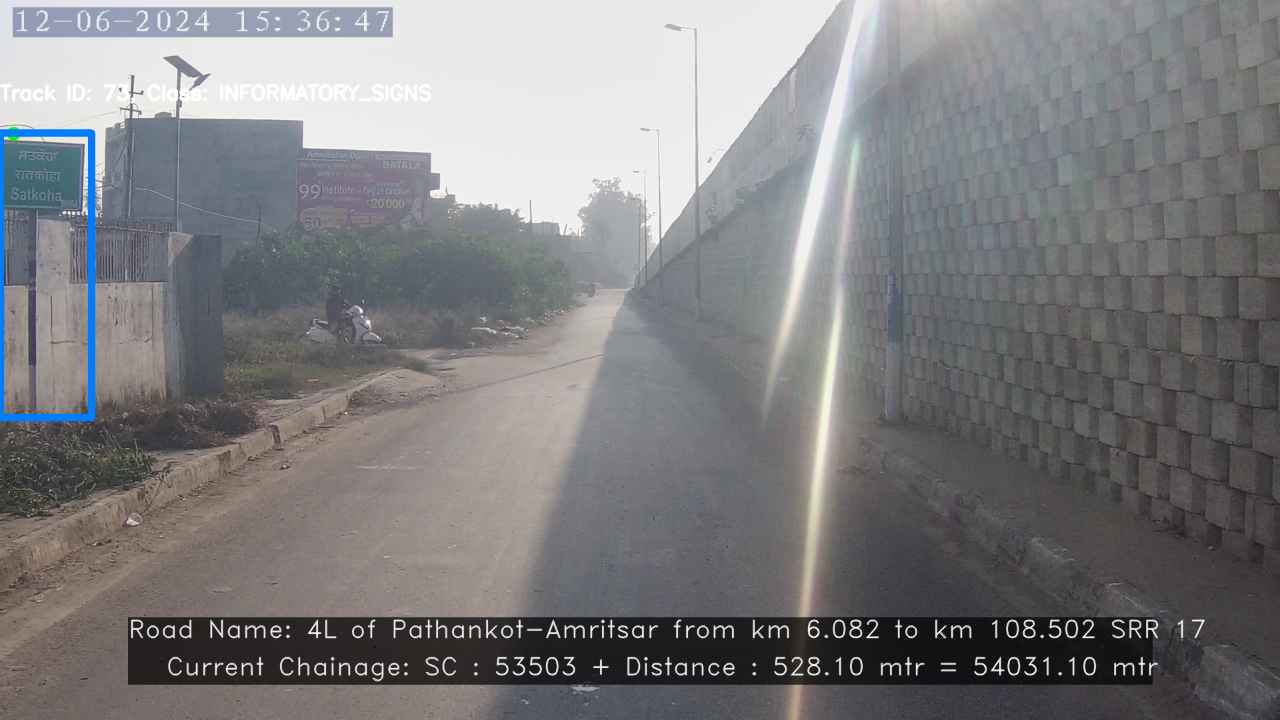 12-06-2024 15:36:47
Track ID: 73, Class: INFORMATORY_SIGNS
ਸਤਕੋਹਾ
सतकोहा
Satkoha
BATALA
99 Institute
₹20000
Road Name: 4L of Pathankot-Amritsar from km 6.082 to km 108.502 SRR 17
Current Chainage: SC : 53503 + Distance : 528.10 mtr = 54031.10 mtr